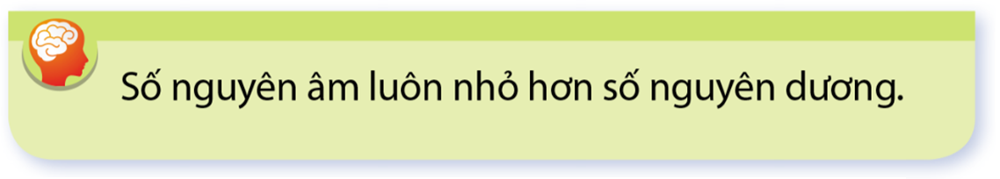 Số nguyên âm luôn nhỏ hơn số nguyên dương.